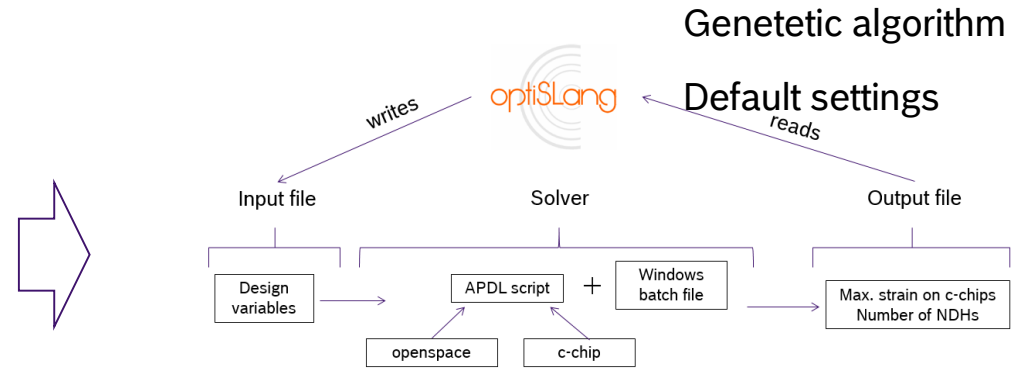 Genetetic algorithm
Default settings
optiSLang
writes
reads
Input file
Solver
Output file
Design
variables
APDL script
+
Windows
batch file
Max. strain on c-chips
Number of NDHs
openspace
c-chip